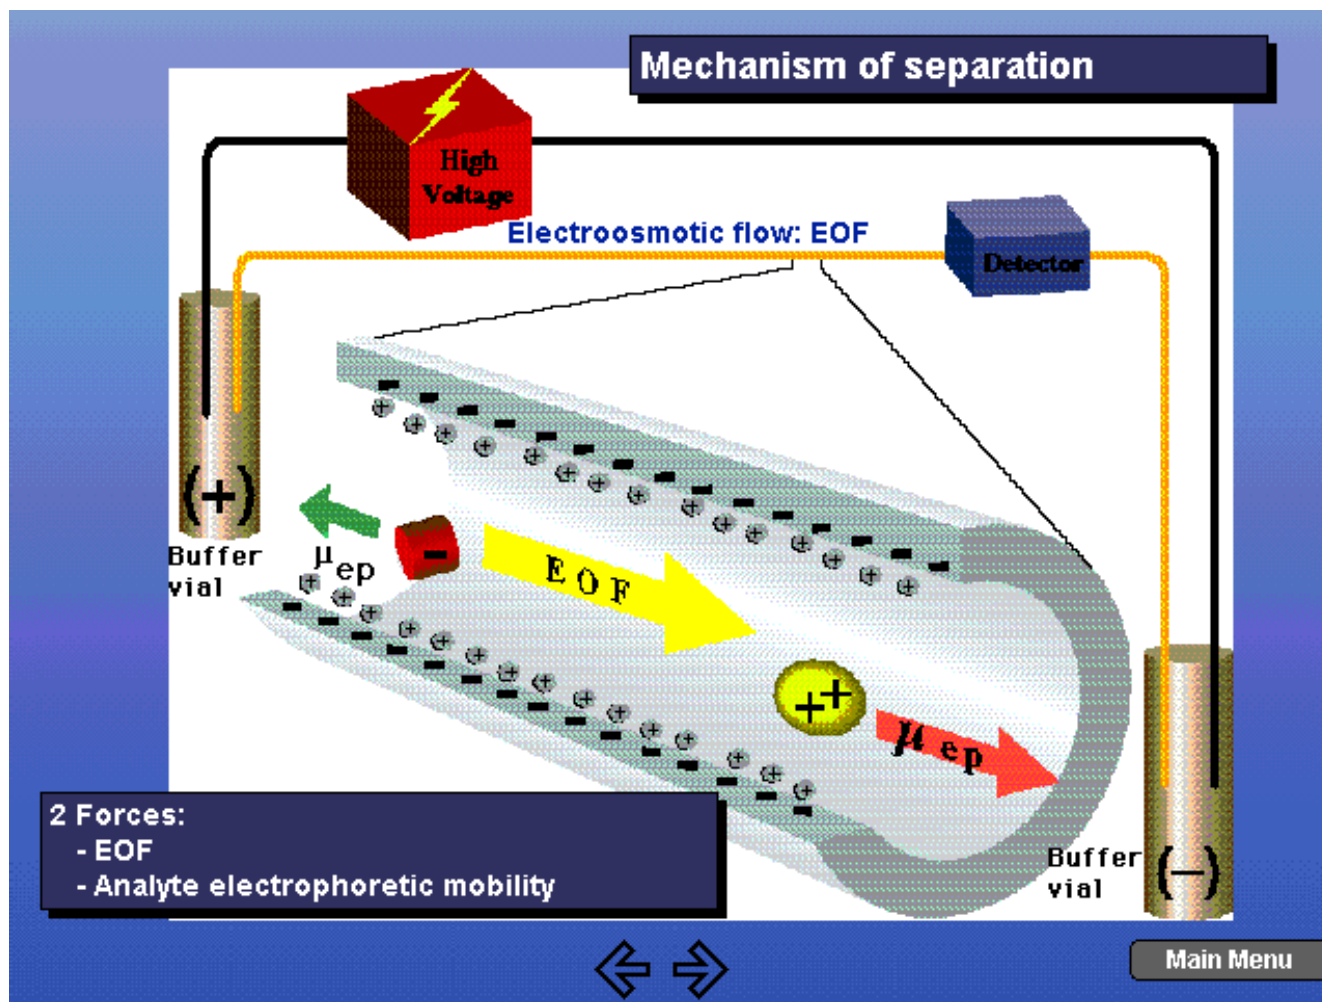 Mechanism of separation
High
Voltage
Electroosmotic flow: EOF
Detector
(+)
Buffer
vial
μep
-
EOF
++
μep
2 Forces:
- EOF
- Analyte electrophoretic mobility
Buffer
vial
(−)
Main Menu